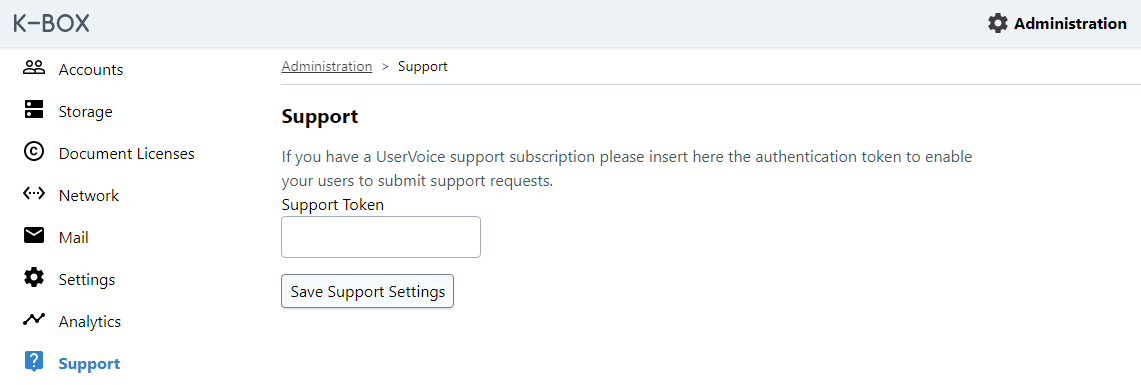 K-BOX
Administration
Accounts
Storage
Document Licenses
Network
Mail
Settings
Analytics
Support
Administration > Support
Support
If you have a UserVoice support subscription please insert here the authentication token to enable
your users to submit support requests.
Support Token
Save Support Settings